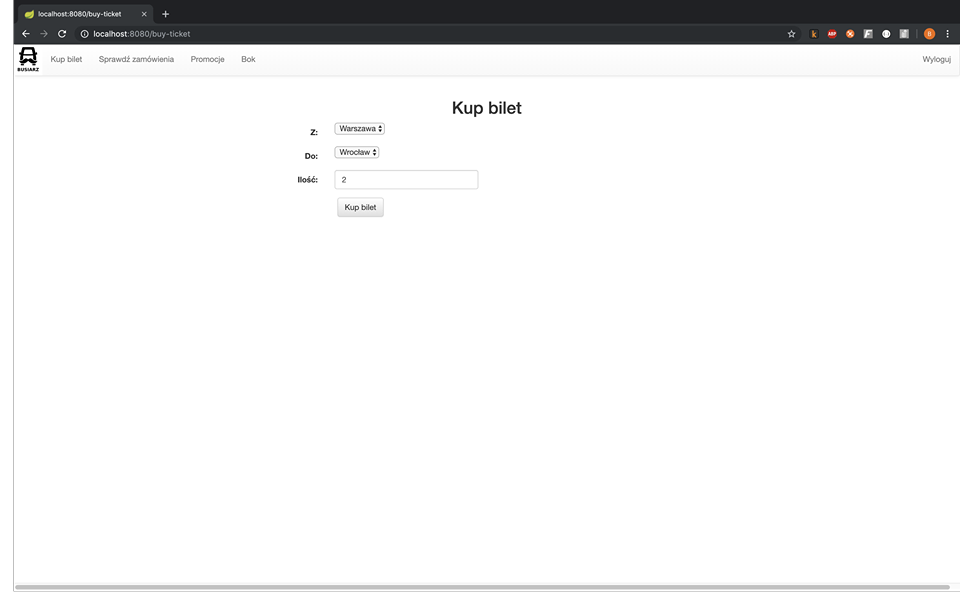 localhost:8080/buy-ticket
localhost:8080/buy-ticket
k ABP B
BUSIARZ Kup bilet Sprawdź zamówienia Promocje Bok Wyloguj
Kup bilet
Z: Warszawa
Do: Wrocław
Ilość: 2
Kup bilet